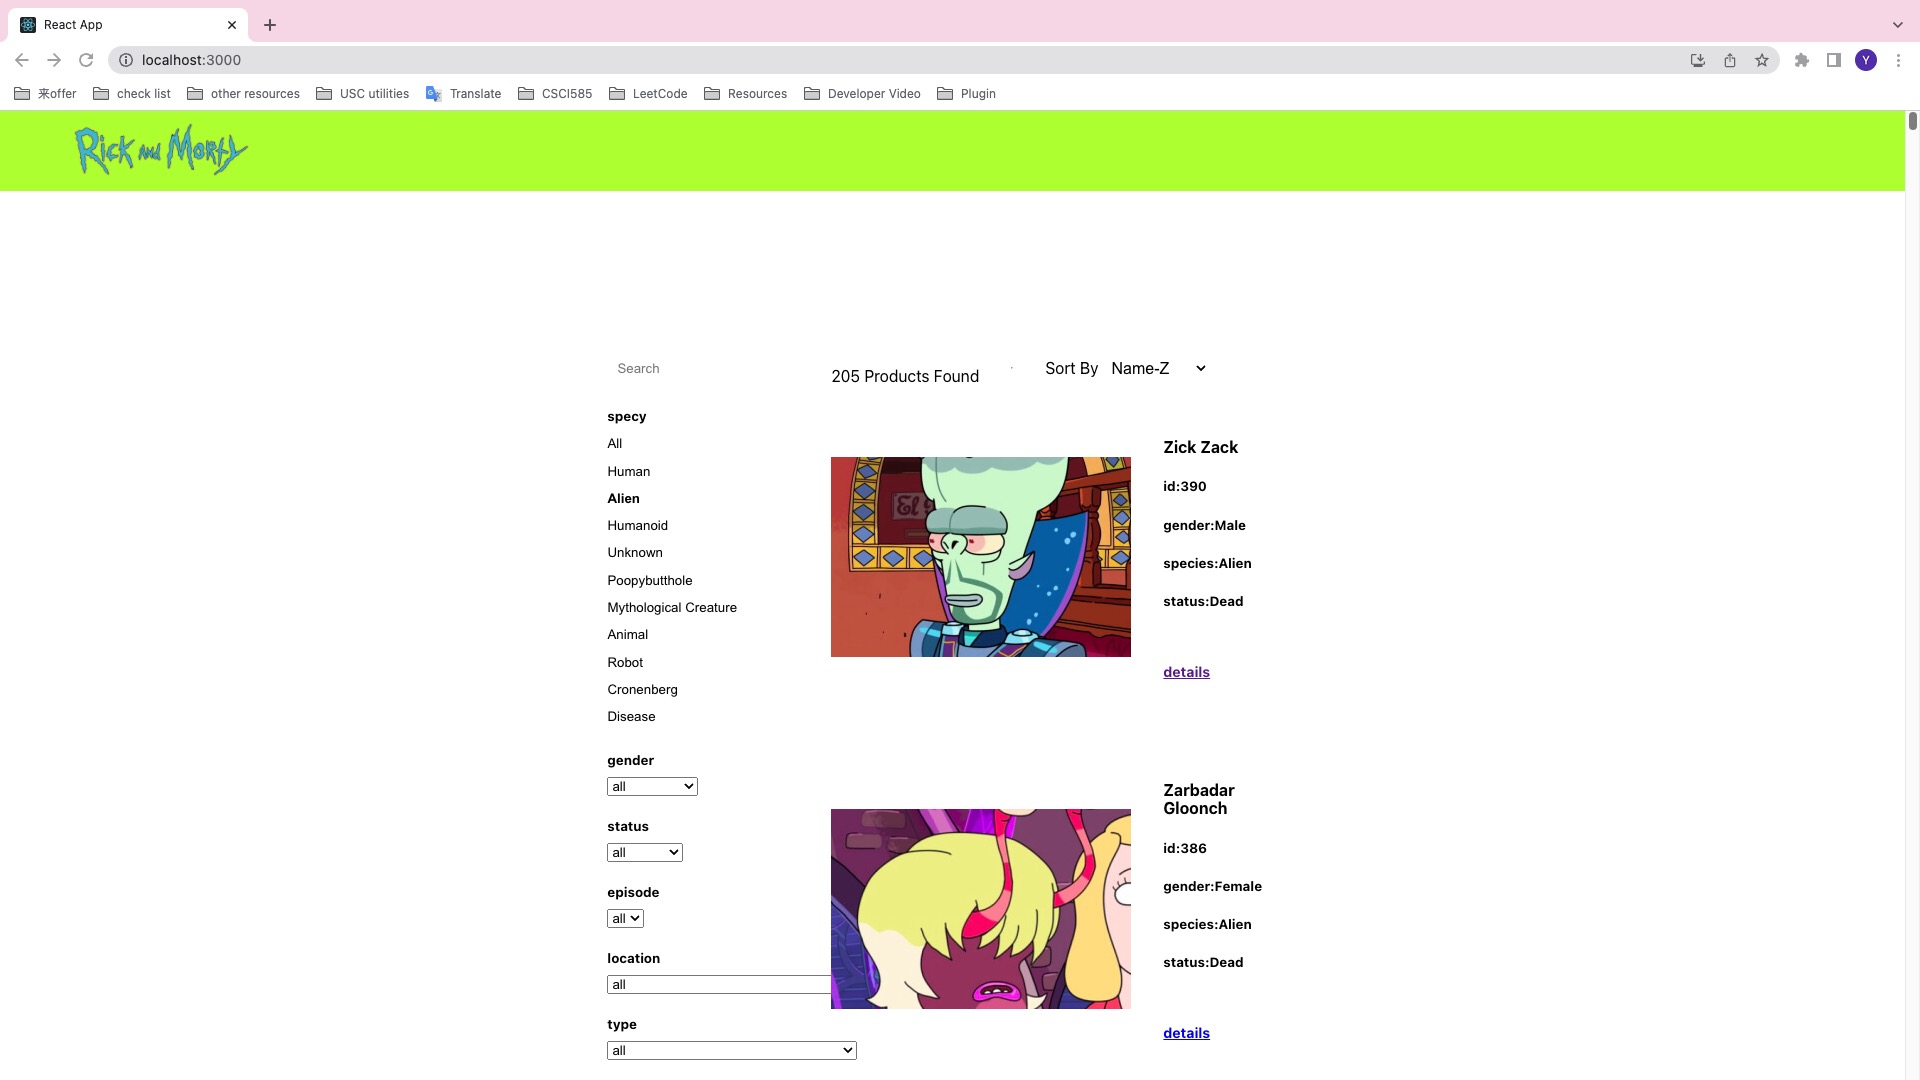 React App
localhost:3000
Y
来offer
check list
other resources
USC utilities
Translate
CSCI585
LeetCode
Resources
Developer Video
Plugin
Rick and Morty
Search
205 Products Found
Sort By Name-Z
specy
All
Human
Alien
Humanoid
Unknown
Poopybutthole
Mythological Creature
Animal
Robot
Cronenberg
Disease
gender
all
status
all
episode
all
location
all
type
all
El
Zick Zack
id:390
gender:Male
species:Alien
status:Dead
details
Zarbadar
Gloonch
id:386
gender:Female
species:Alien
status:Dead
details